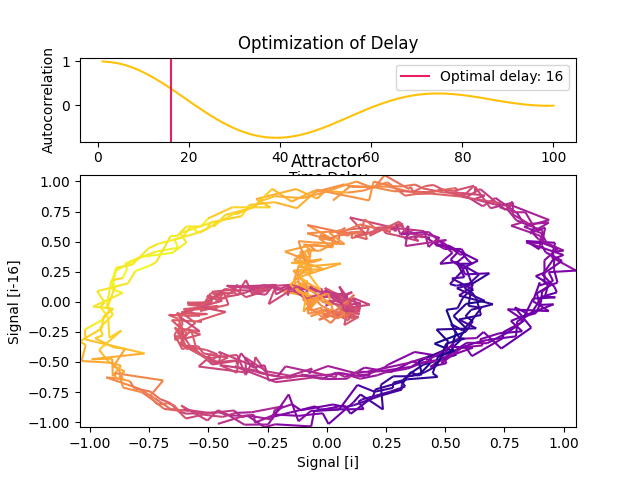 Optimization of Delay
Autocorrelation
1
0
Optimal delay: 16
0 20 40 60 80 100
Time Delay
Attractor
Signal [i-16]
1.00
0.75
0.50
0.25
0.00
−0.25
−0.50
−0.75
−1.00
−1.00 −0.75 −0.50 −0.25 0.00 0.25 0.50 0.75 1.00
Signal [i]